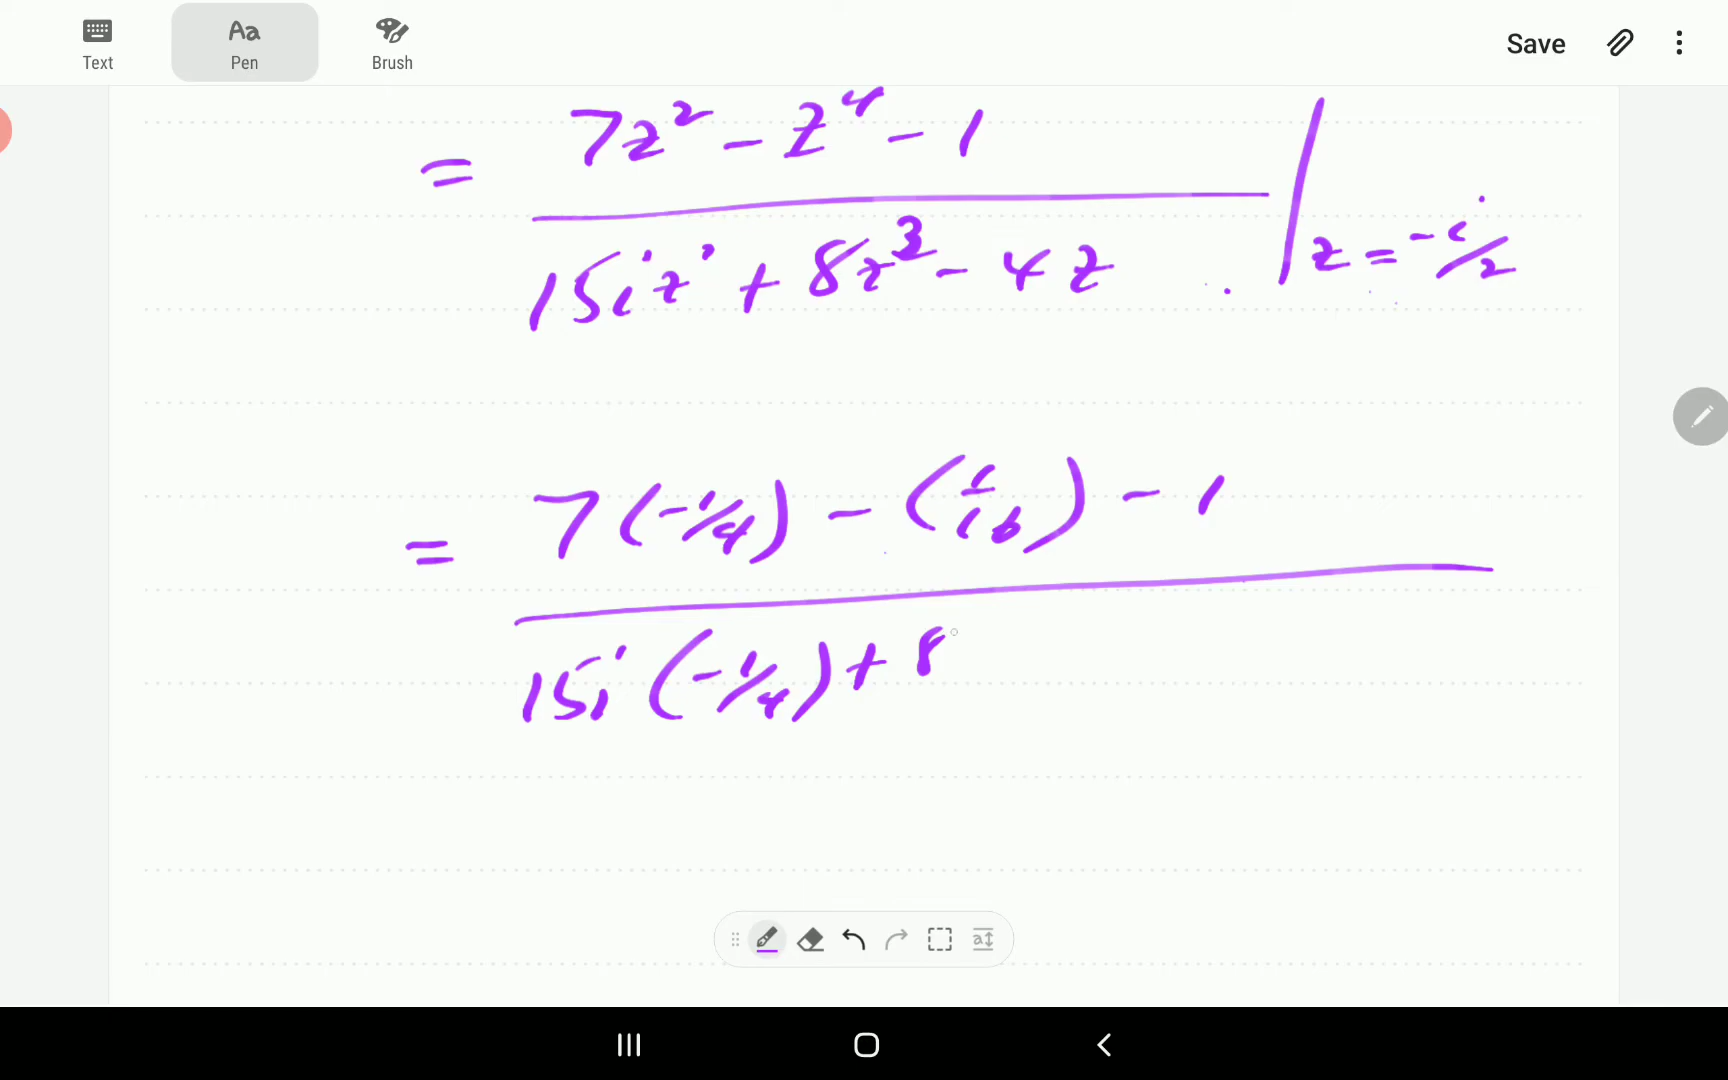 Text Pen Brush Save
= (7z² - z⁴ - 1) / (15iz² + 8z³ - 4z) | z = -i/2
= (7(-1/4) - (1/16) - 1) / (15i(-1/4) + 8